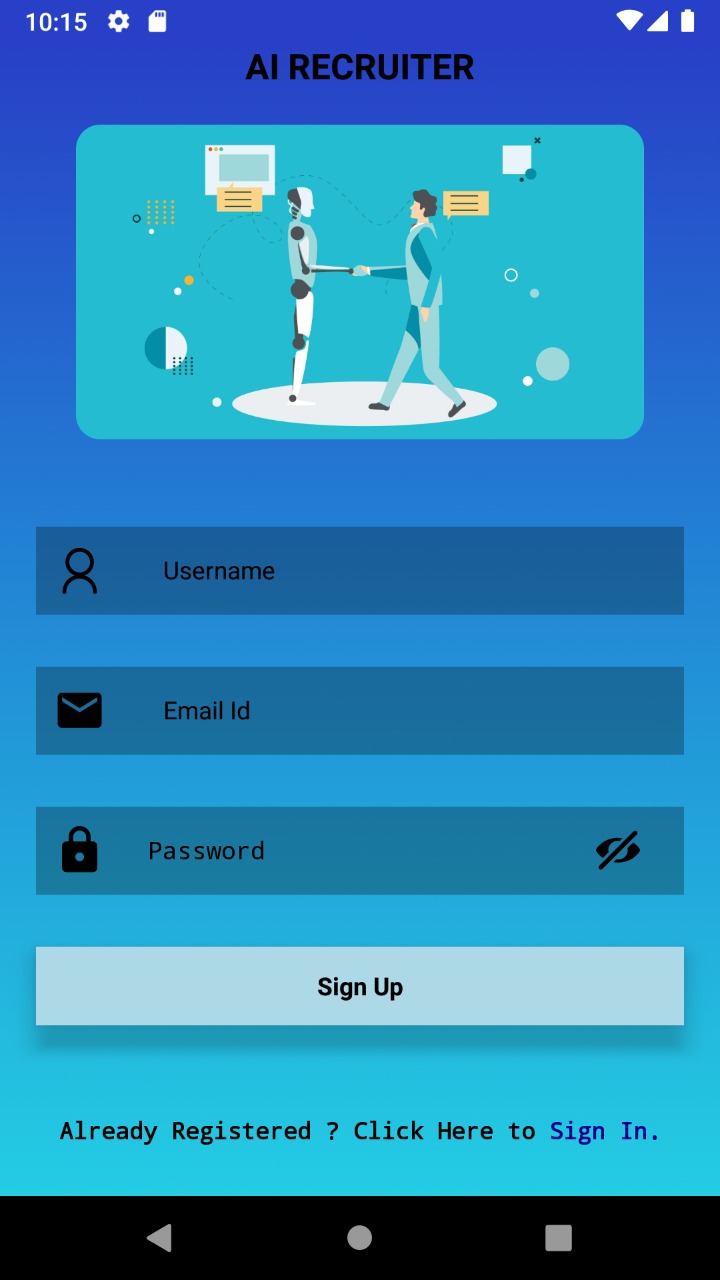 10:15
AI RECRUITER
Username
Email Id
Password
Sign Up
Already Registered ? Click Here to Sign In.